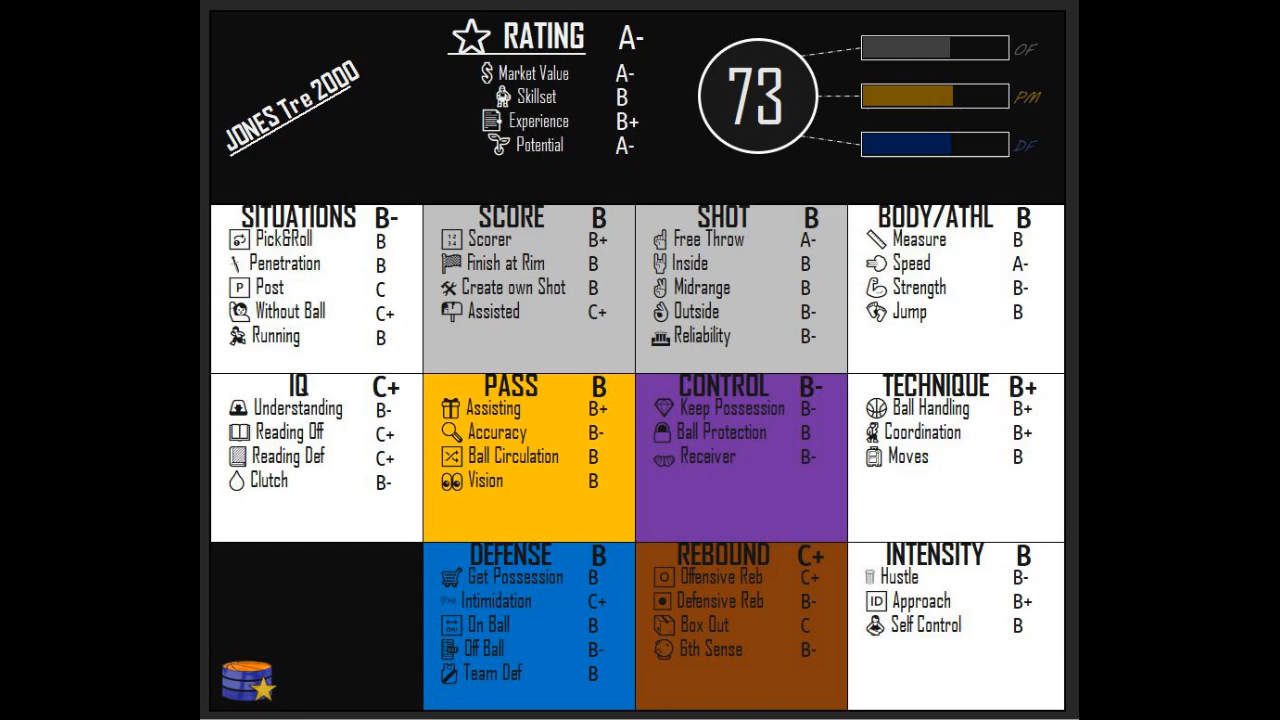 JONES Tre 2000
RATING A-
Market Value A-
Skillset B
Experience B+
Potential A-
73
OF
PM
DF
SITUATIONS B-
Pick&Roll B
Penetration B
P Post C
Without Ball C+
Running B
SCORE B
Scorer B+
Finish at Rim B
Create own Shot B
Assisted C+
SHOT B
Free Throw A-
Inside B
Midrange B
Outside B-
Reliability B-
BODY/ATHL B
Measure B
Speed A-
Strength B-
Jump B
IQ C+
Understanding B-
Reading Off C+
Reading Def C+
Clutch B-
PASS B
Assisting B+
Accuracy B-
Ball Circulation B
Vision B
CONTROL B-
Keep Possession B-
Ball Protection B
Receiver B-
TECHNIQUE B+
Ball Handling B+
Coordination B+
Moves B
DEFENSE B
Get Possession B
Intimidation C+
On Ball B
Off Ball B-
Team Def B
REBOUND C+
Offensive Reb C+
Defensive Reb B-
Box Out C
6th Sense B-
INTENSITY B
Hustle B-
ID Approach B+
Self Control B